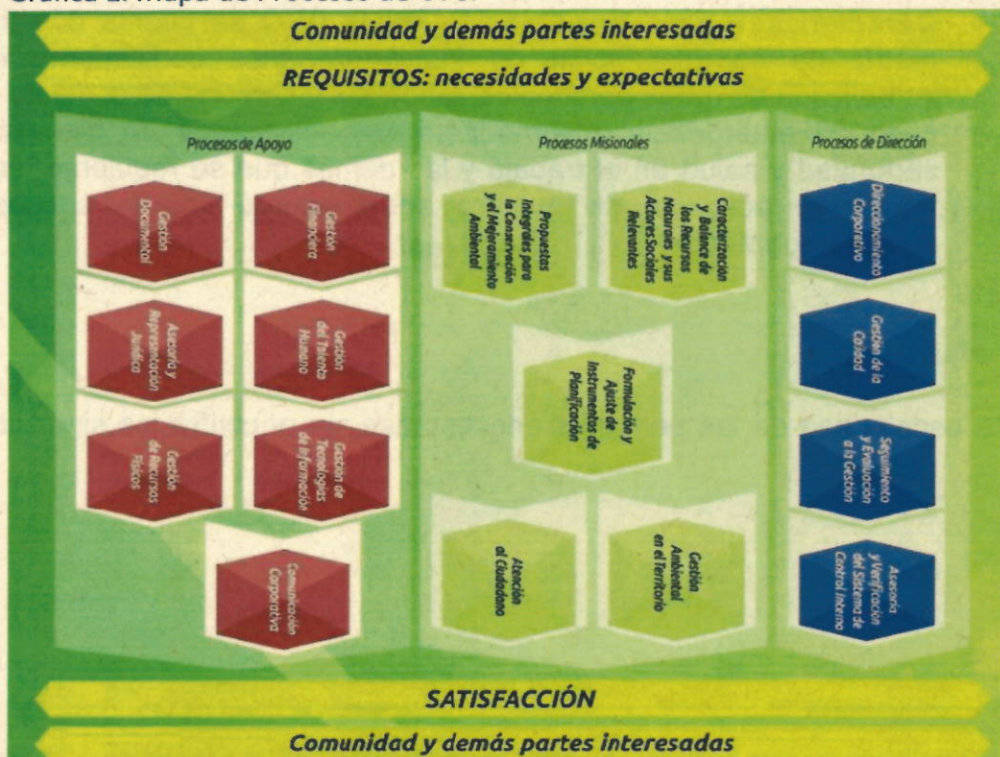 Mapa de Procesos de
Comunidad y demás partes interesadas
REQUISITOS: necesidades y expectativas
Procesos de Apoyo
Gestión
Documental
Gestión
Financiera
Asesoría y
Representación
Jurídica
Gestión
del Talento
Humano
Gestión
de Recursos
Físicos
Gestión de
Tecnologías
de Información
Comunicación
Corporativa
Procesos Misionales
Propuestas
Integrales para
la Conservación
y el Mejoramiento
Ambiental
Caracterización
y Balance de
los Recursos
Naturales y sus
Actores Sociales
Relevantes
Formulación y
Ajuste de
Instrumentos de
Planificación
Atención
al Ciudadano
Gestión
Ambiental
en el Territorio
Procesos de Dirección
Direccionamiento
Corporativo
Gestión de la
Calidad
Seguimiento
y Evaluación
a la Gestión
Asesoría
y Verificación
del Sistema de
Control Interno
SATISFACCIÓN
Comunidad y demás partes interesadas